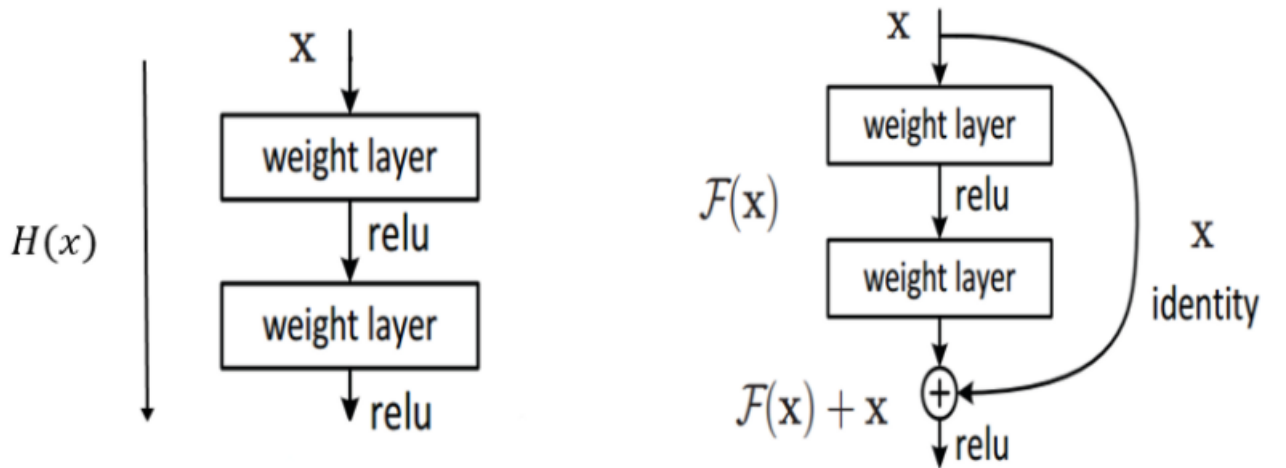 x
weight layer
relu
H(x)
weight layer
relu
x
weight layer
relu
F(x)
x
weight layer
identity
F(x) + x
+
relu